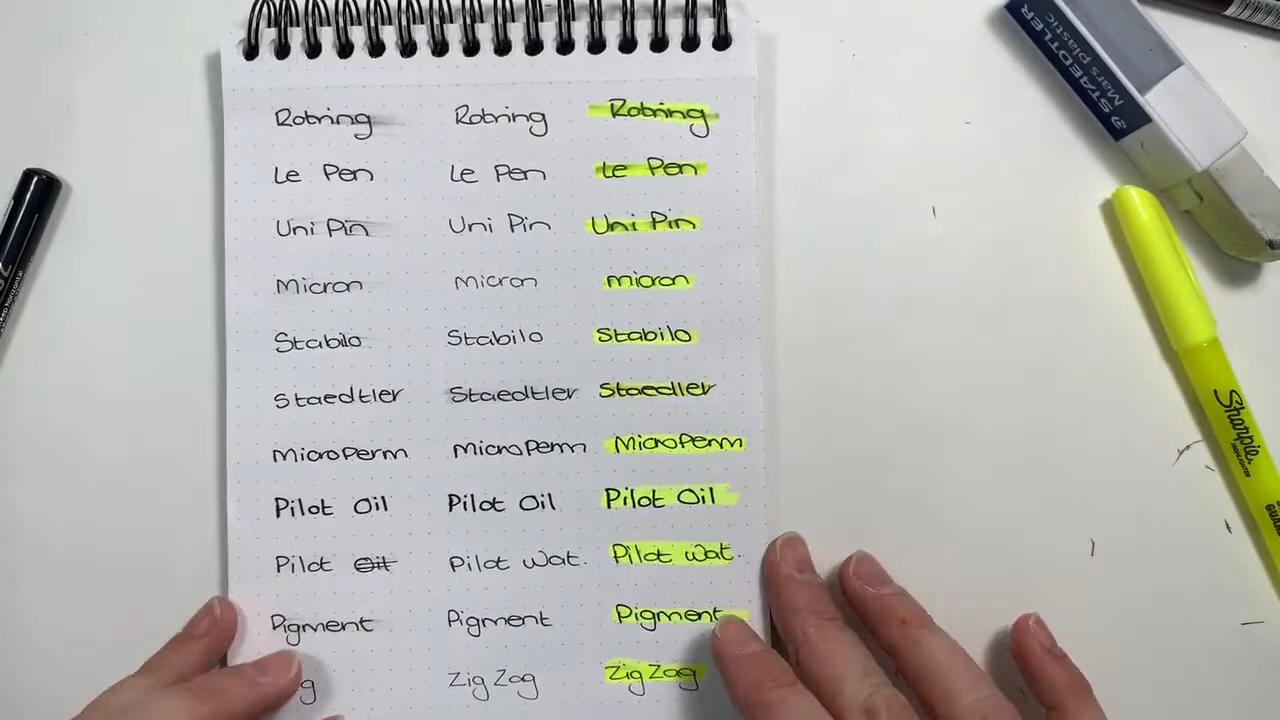 Rotring Rotring Rotring
Le Pen Le Pen Le Pen
Uni Pin Uni Pin Uni Pin
Micron Micron micron
Stabilo Stabilo Stabilo
Staedtler Staedtler Staedler
MicroPerm MicroPerm MicroPerm
Pilot Oil Pilot Oil Pilot Oil
Pilot Oil Pilot Wat. Pilot Wat.
Pigment Pigment Pigment
g Zig Zag Zig Zag
STAEDTLER
Mars plastic
Sharpie
HIGHLIGHTER